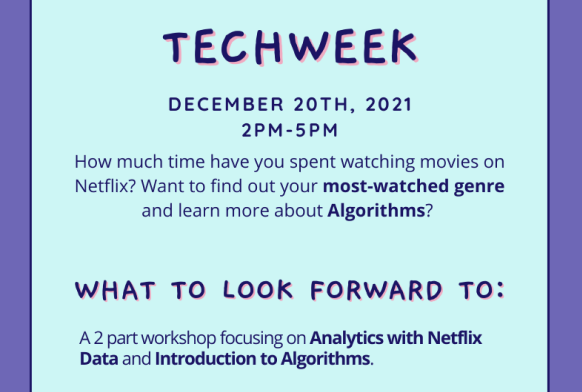 TECHWEEK
DECEMBER 20TH, 2021
2PM-5PM
How much time have you spent watching movies on
Netflix? Want to find out your most-watched genre
and learn more about Algorithms?
WHAT TO LOOK FORWARD TO:
A 2 part workshop focusing on Analytics with Netflix
Data and Introduction to Algorithms.